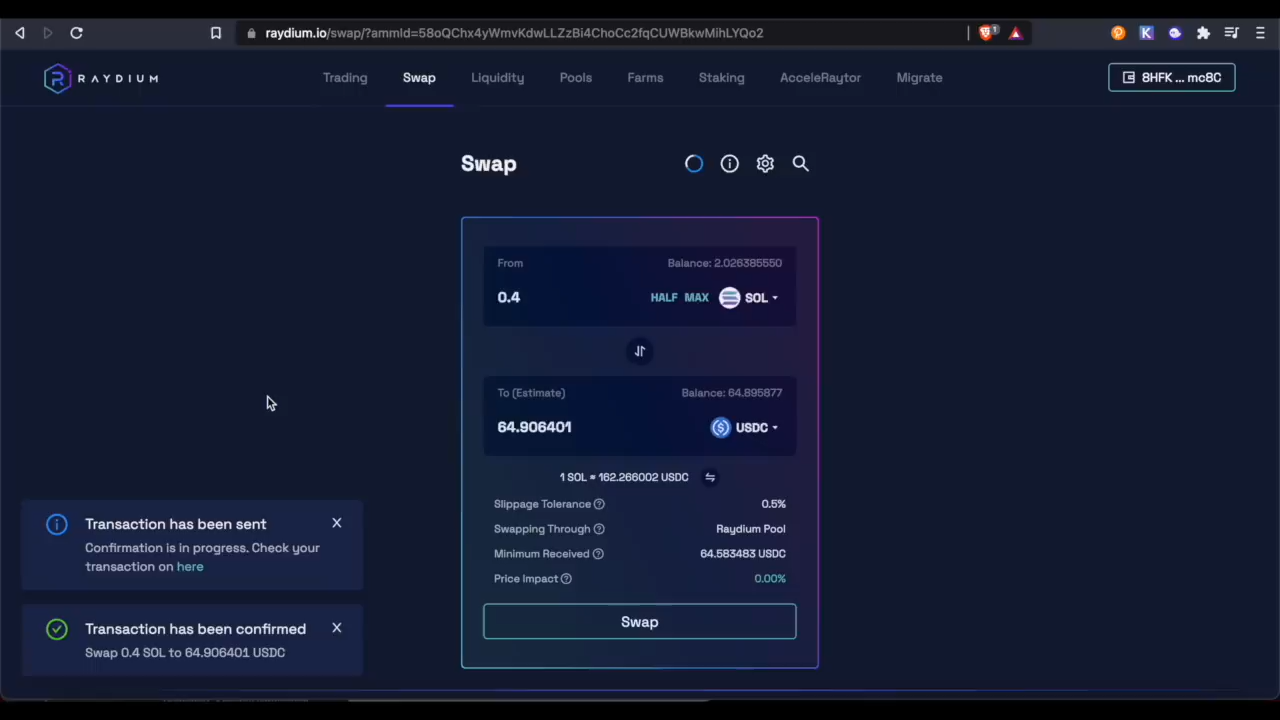 raydium.io/swap/?ammId=58oQChx4yWmvKdwLLZzBi4ChoCc2fqCUWBkwMihLYQo2
1
K
RAYDIUM
Trading
Swap
Liquidity
Pools
Farms
Staking
AcceleRaytor
Migrate
8HFK ... mc8C
Swap
From
Balance: 2.026385550
0.4
HALF MAX
SOL
To (Estimate)
Balance: 64.895877
64.906401
USDC
1 SOL ≈ 162.266002 USDC
Slippage Tolerance
0.5%
Swapping Through
Raydium Pool
Minimum Received
64.583483 USDC
Price Impact
0.00%
Swap
Transaction has been sent
X
Confirmation is in progress. Check your
transaction on here
Transaction has been confirmed
X
Swap 0.4 SOL to 64.906401 USDC